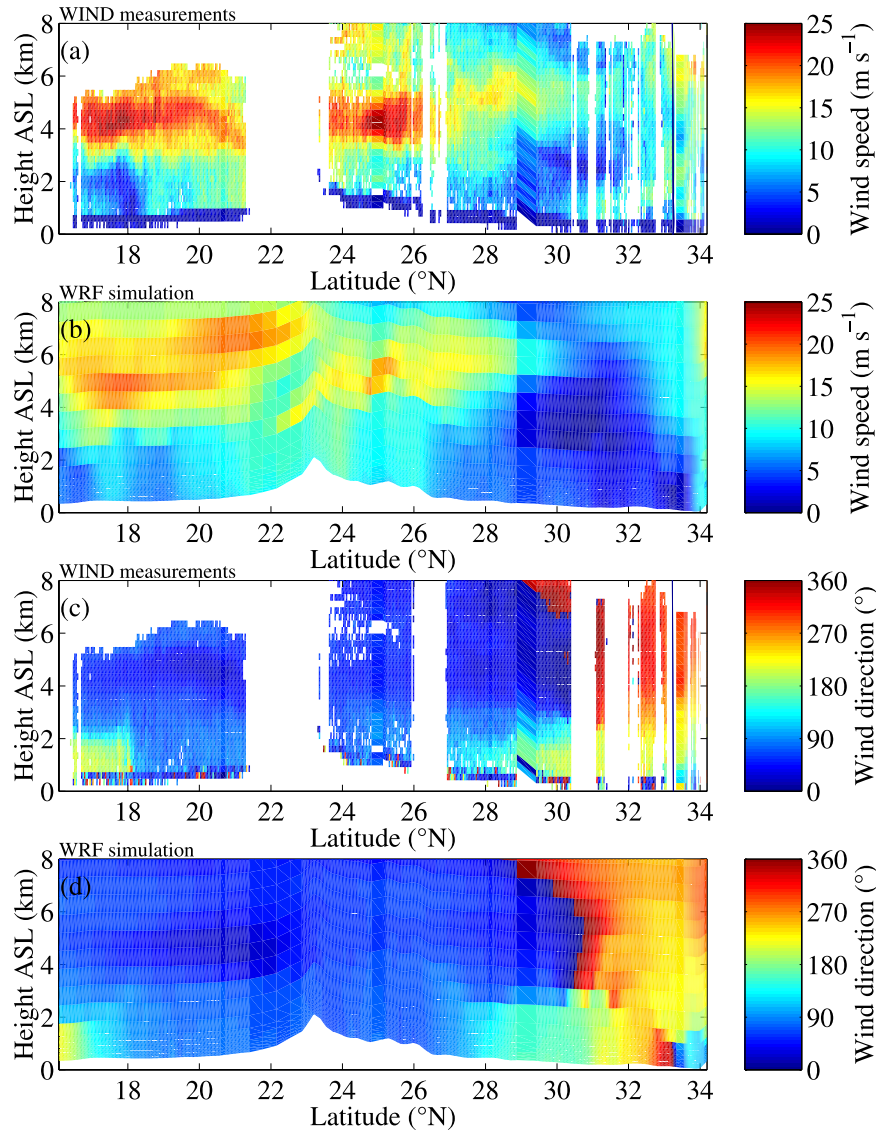 WIND measurements
(a)
Height ASL (km)
8
6
4
2
0
18 20 22 24 26 28 30 32 34
Latitude (°N)
25
20
15
10
5
0
Wind speed (m s⁻¹)
WRF simulation
(b)
Height ASL (km)
8
6
4
2
0
18 20 22 24 26 28 30 32 34
Latitude (°N)
25
20
15
10
5
0
Wind speed (m s⁻¹)
WIND measurements
(c)
Height ASL (km)
8
6
4
2
0
18 20 22 24 26 28 30 32 34
Latitude (°N)
360
270
180
90
0
Wind direction (°)
WRF simulation
(d)
Height ASL (km)
8
6
4
2
0
18 20 22 24 26 28 30 32 34
Latitude (°N)
360
270
180
90
0
Wind direction (°)